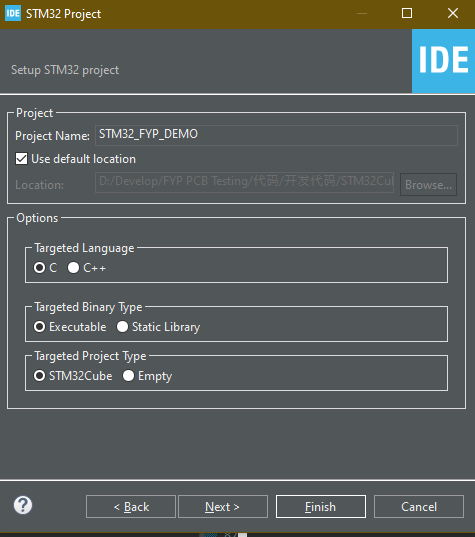 IDE STM32 Project
IDE
Setup STM32 project
Project
Project Name: STM32_FYP_DEMO
Use default location
Location: D:/Develop/FYP PCB Testing/代码/开发代码/STM32Cu Browse...
Options
Targeted Language
C C++
Targeted Binary Type
Executable Static Library
Targeted Project Type
STM32Cube Empty
? < Back Next > Finish Cancel